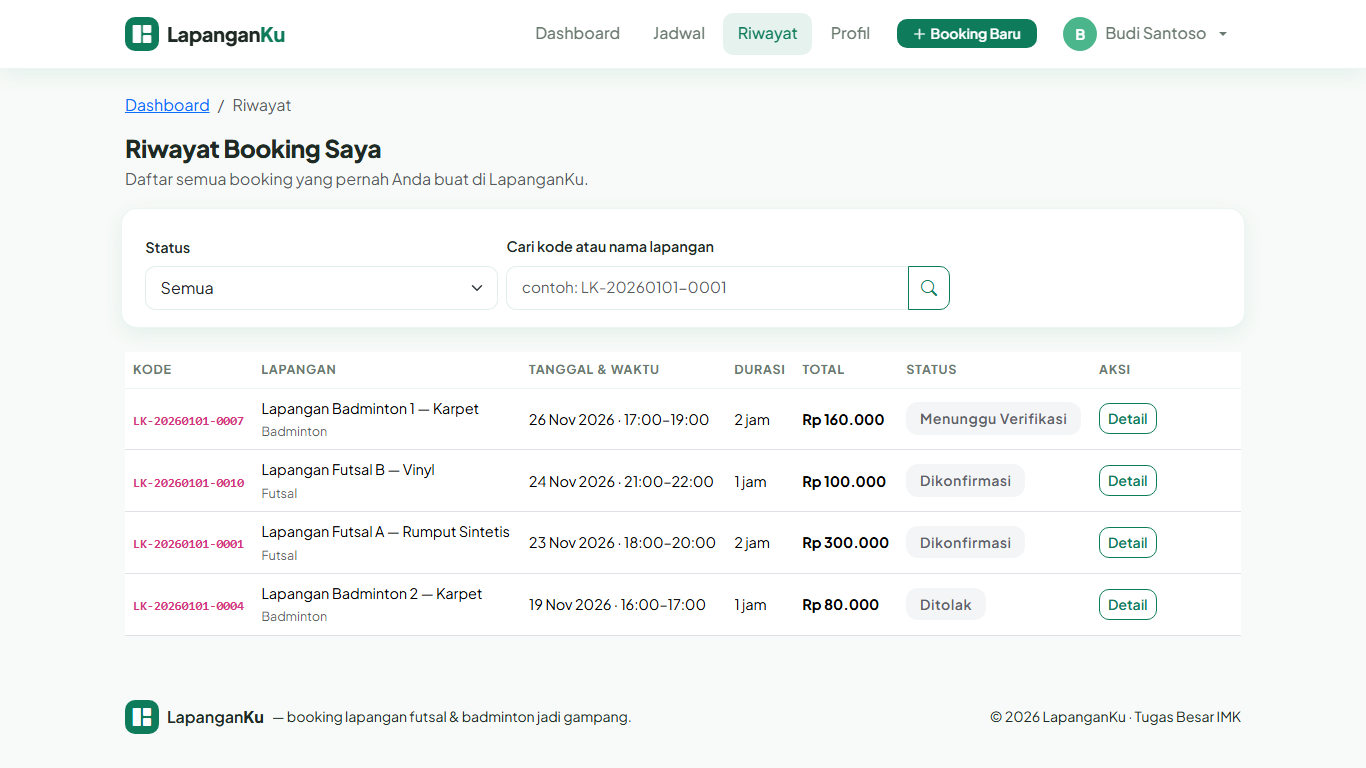 LapanganKu Dashboard Jadwal Riwayat Profil + Booking Baru B Budi Santoso
Dashboard / Riwayat
Riwayat Booking Saya
Daftar semua booking yang pernah Anda buat di LapanganKu.
Status Cari kode atau nama lapangan
Semua contoh: LK-20260101-0001
KODE LAPANGAN TANGGAL & WAKTU DURASI TOTAL STATUS AKSI
LK-20260101-0007 Lapangan Badminton 1 — Karpet 26 Nov 2026 · 17:00–19:00 2 jam Rp 160.000 Menunggu Verifikasi Detail
Badminton
LK-20260101-0010 Lapangan Futsal B — Vinyl 24 Nov 2026 · 21:00–22:00 1 jam Rp 100.000 Dikonfirmasi Detail
Futsal
LK-20260101-0001 Lapangan Futsal A — Rumput Sintetis 23 Nov 2026 · 18:00–20:00 2 jam Rp 300.000 Dikonfirmasi Detail
Futsal
LK-20260101-0004 Lapangan Badminton 2 — Karpet 19 Nov 2026 · 16:00–17:00 1 jam Rp 80.000 Ditolak Detail
Badminton
LapanganKu — booking lapangan futsal & badminton jadi gampang. © 2026 LapanganKu · Tugas Besar IMK